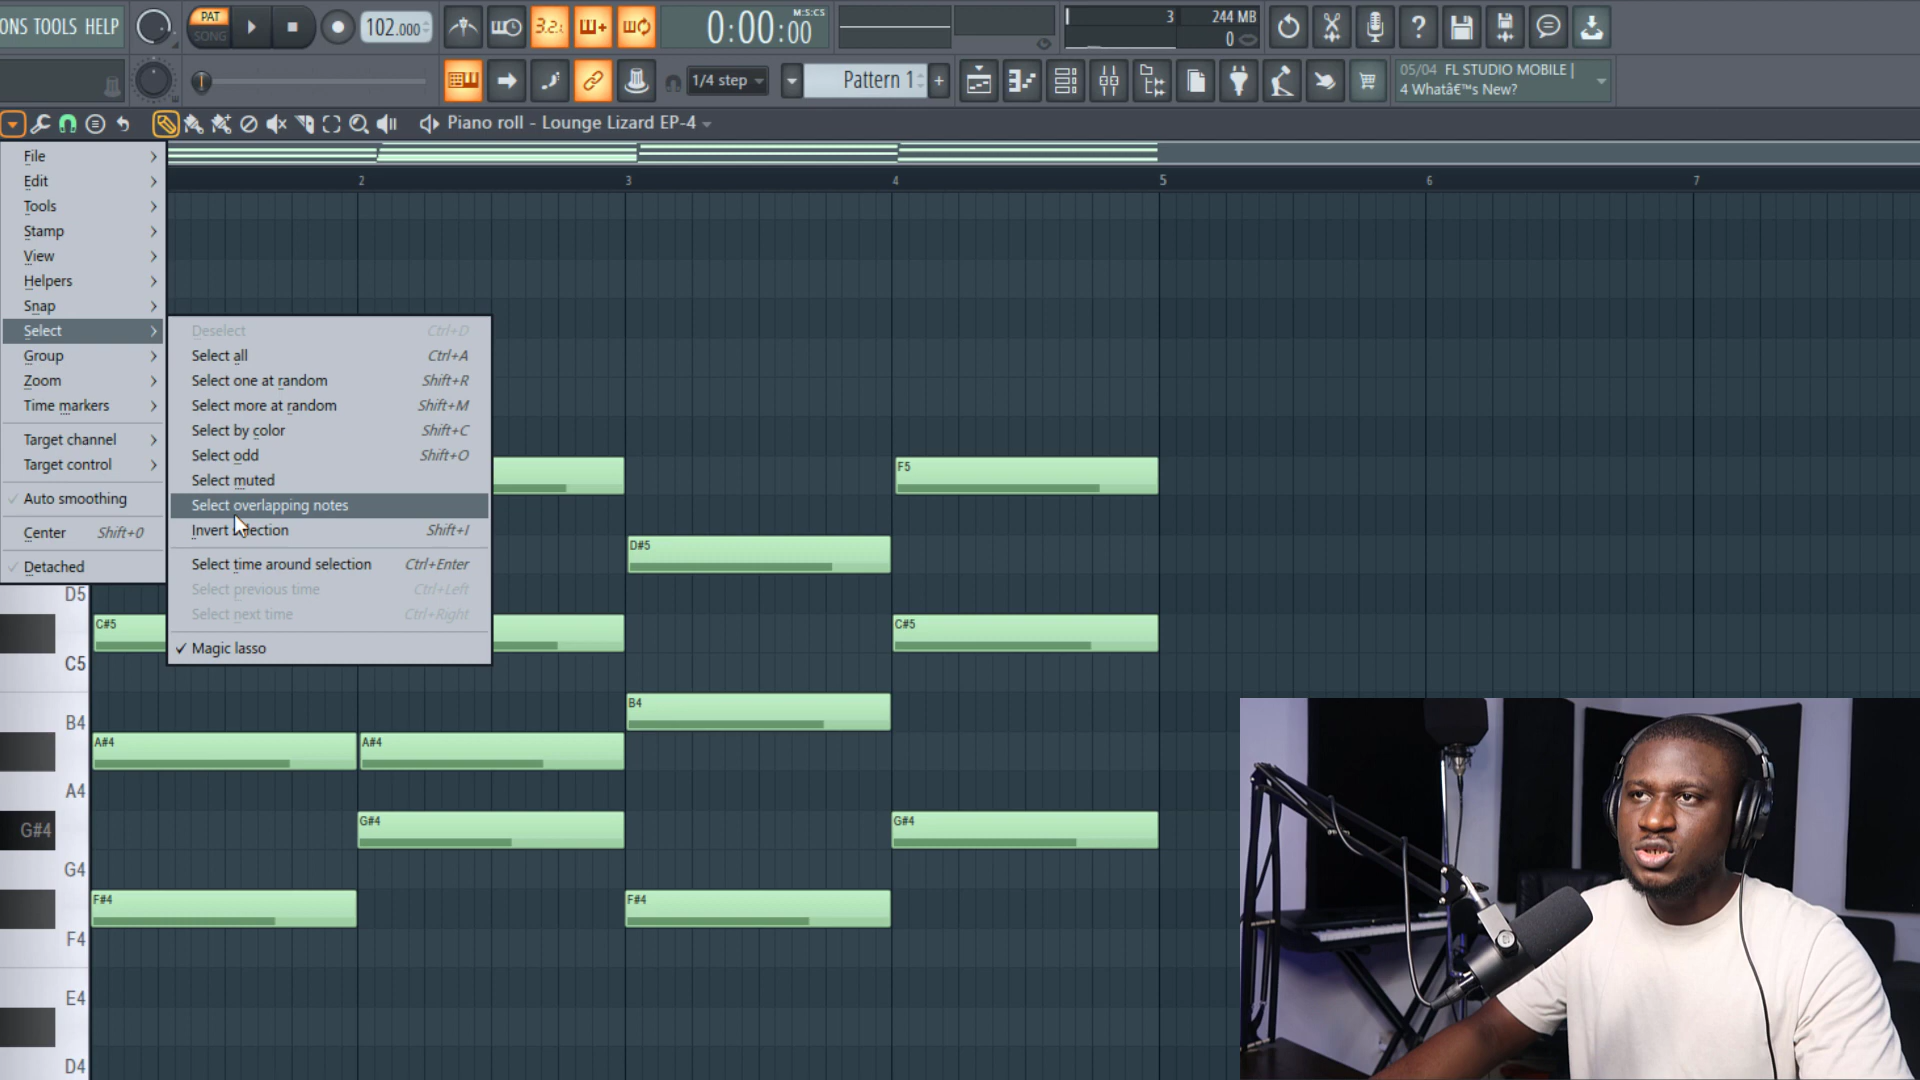 ONS TOOLS HELP
PAT
SONG
102.000
3.2.
0:00:00
M:S:CS
3
244 MB
0
1/4 step
Pattern 1
+
05/04 FL STUDIO MOBILE |
4 Whatâ€™s New?
Piano roll - Lounge Lizard EP-4
File
Edit
Tools
Stamp
View
Helpers
Snap
Select
Group
Zoom
Time markers
Target channel
Target control
Auto smoothing
Center Shift+0
Detached
Deselect Ctrl+D
Select all Ctrl+A
Select one at random Shift+R
Select more at random Shift+M
Select by color Shift+C
Select odd Shift+O
Select muted
Select overlapping notes
Invert selection Shift+I
Select time around selection Ctrl+Enter
Select previous time Ctrl+Left
Select next time Ctrl+Right
✓ Magic lasso
2 3 4 5 6 7
F5
D#5
D5
C#5 C#5
C5
B4
B4
A#4 A#4
A4
G#4 G#4 G#4
G4
F#4 F#4
F4
E4
D4